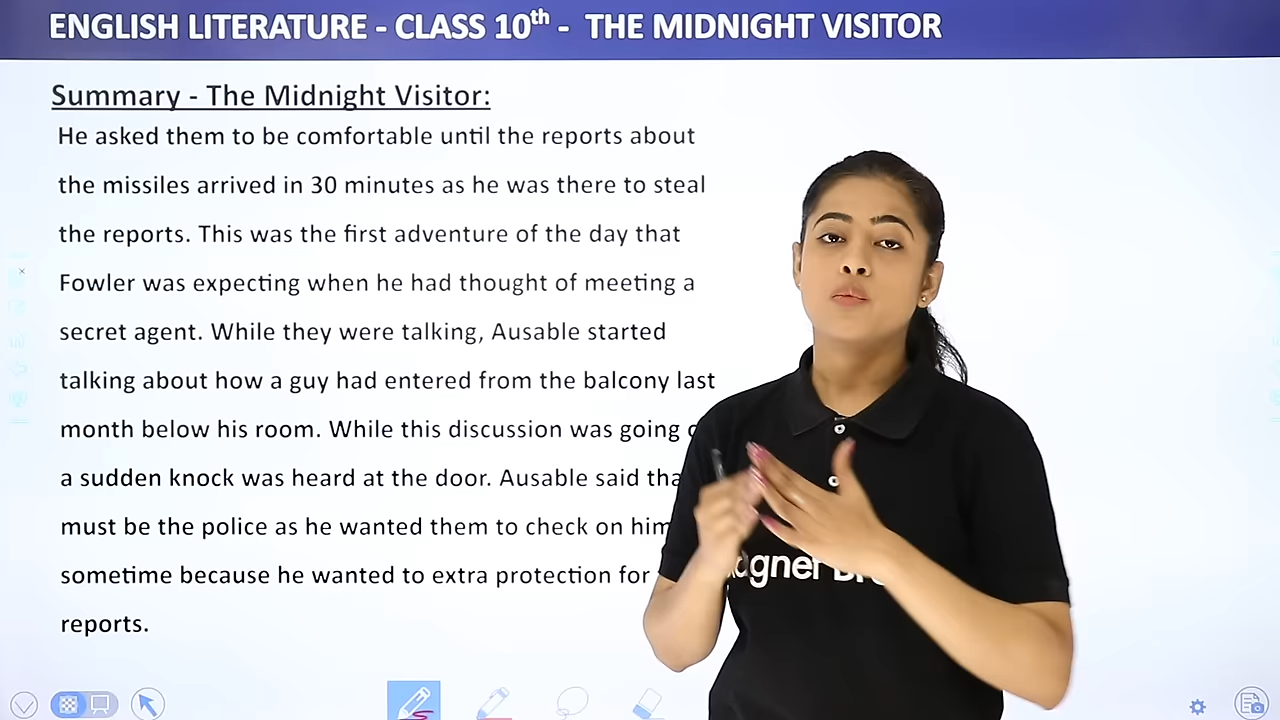 ENGLISH LITERATURE - CLASS 10th - THE MIDNIGHT VISITOR
Summary - The Midnight Visitor:
He asked them to be comfortable until the reports about
the missiles arrived in 30 minutes as he was there to steal
the reports. This was the first adventure of the day that
Fowler was expecting when he had thought of meeting a
secret agent. While they were talking, Ausable started
talking about how a guy had entered from the balcony last
month below his room. While this discussion was going
a sudden knock was heard at the door. Ausable said
must be the police as he wanted them to check on him
sometime because he wanted to extra protection for
reports.